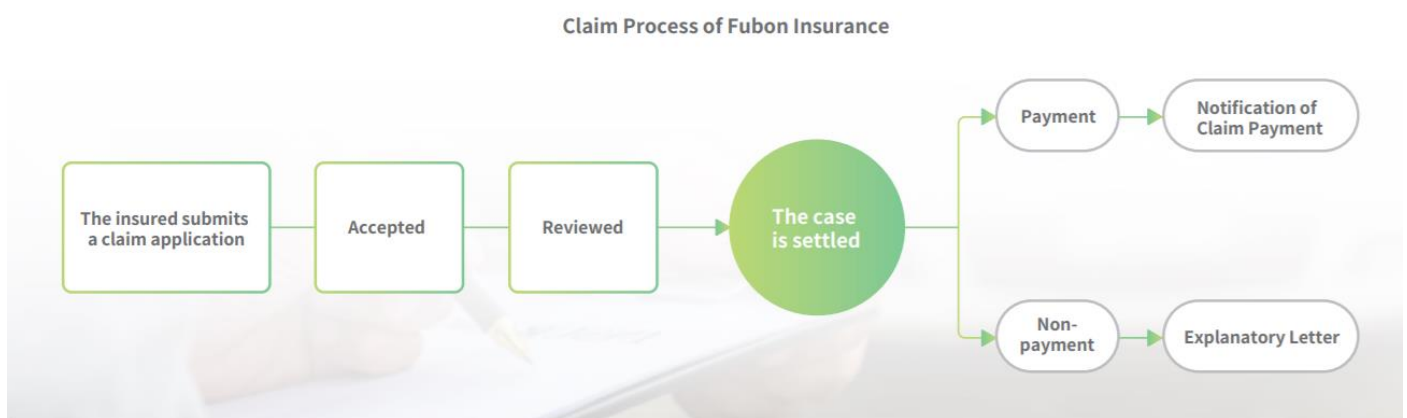 Claim Process of Fubon Insurance
The insured submits
a claim application
Accepted
Reviewed
The case
is settled
Payment
Notification of
Claim Payment
Non-
payment
Explanatory Letter